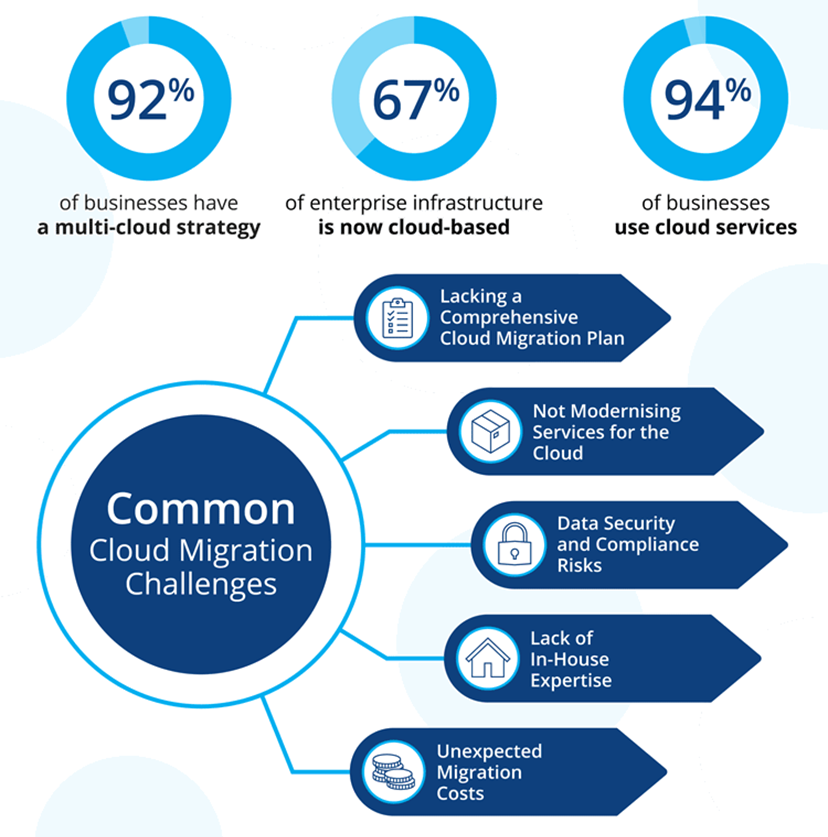 92%
of businesses have
a multi-cloud strategy
67%
of enterprise infrastructure
is now cloud-based
94%
of businesses
use cloud services
Common
Cloud Migration
Challenges
Lacking a
Comprehensive
Cloud Migration Plan
Not Modernising
Services for the
Cloud
Data Security
and Compliance
Risks
Lack of
In-House
Expertise
Unexpected
Migration
Costs